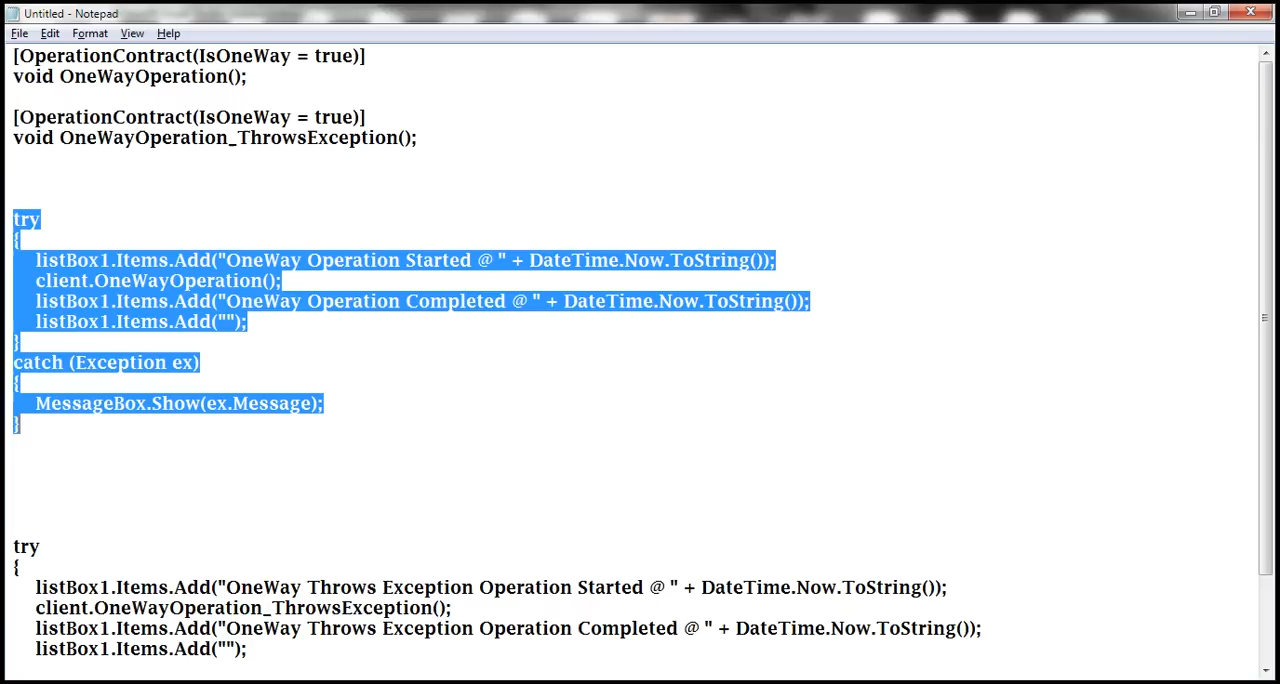 Untitled - Notepad
File Edit Format View Help
[OperationContract(IsOneWay = true)]
void OneWayOperation();
[OperationContract(IsOneWay = true)]
void OneWayOperation_ThrowsException();
try
{
listBox1.Items.Add("OneWay Operation Started @ " + DateTime.Now.ToString());
client.OneWayOperation();
listBox1.Items.Add("OneWay Operation Completed @ " + DateTime.Now.ToString());
listBox1.Items.Add("");
}
catch (Exception ex)
{
MessageBox.Show(ex.Message);
}
try
{
listBox1.Items.Add("OneWay Throws Exception Operation Started @ " + DateTime.Now.ToString());
client.OneWayOperation_ThrowsException();
listBox1.Items.Add("OneWay Throws Exception Operation Completed @ " + DateTime.Now.ToString());
listBox1.Items.Add("");